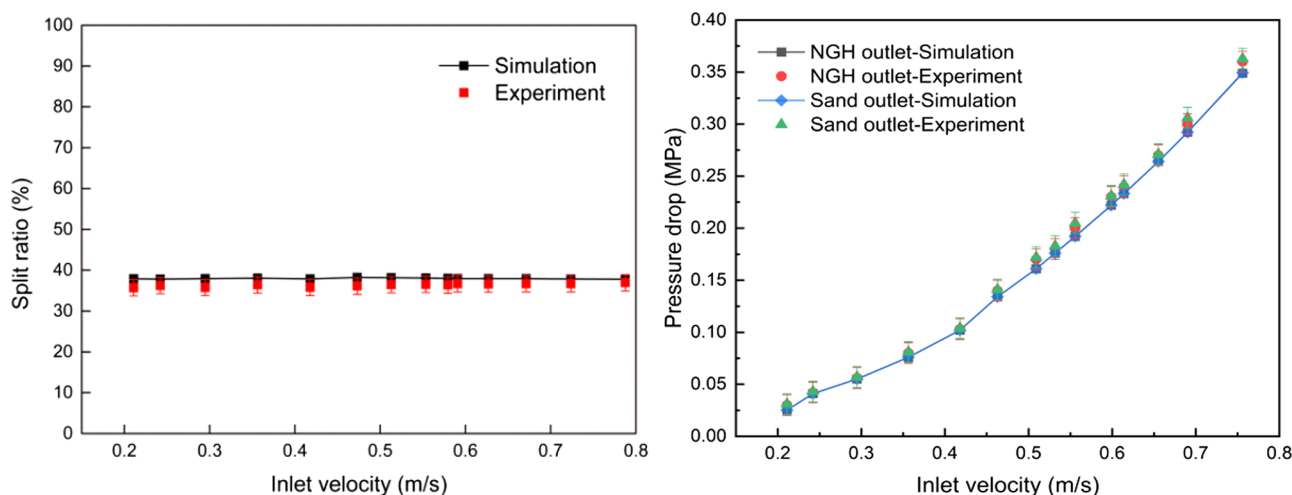 100
90
80
70
60
50
40
30
20
10
0
Split ratio (%)
Simulation
Experiment
0.2 0.3 0.4 0.5 0.6 0.7 0.8
Inlet velocity (m/s)
0.40
0.35
0.30
0.25
0.20
0.15
0.10
0.05
0.00
Pressure drop (MPa)
NGH outlet-Simulation
NGH outlet-Experiment
Sand outlet-Simulation
Sand outlet-Experiment
0.2 0.3 0.4 0.5 0.6 0.7 0.8
Inlet velocity (m/s)